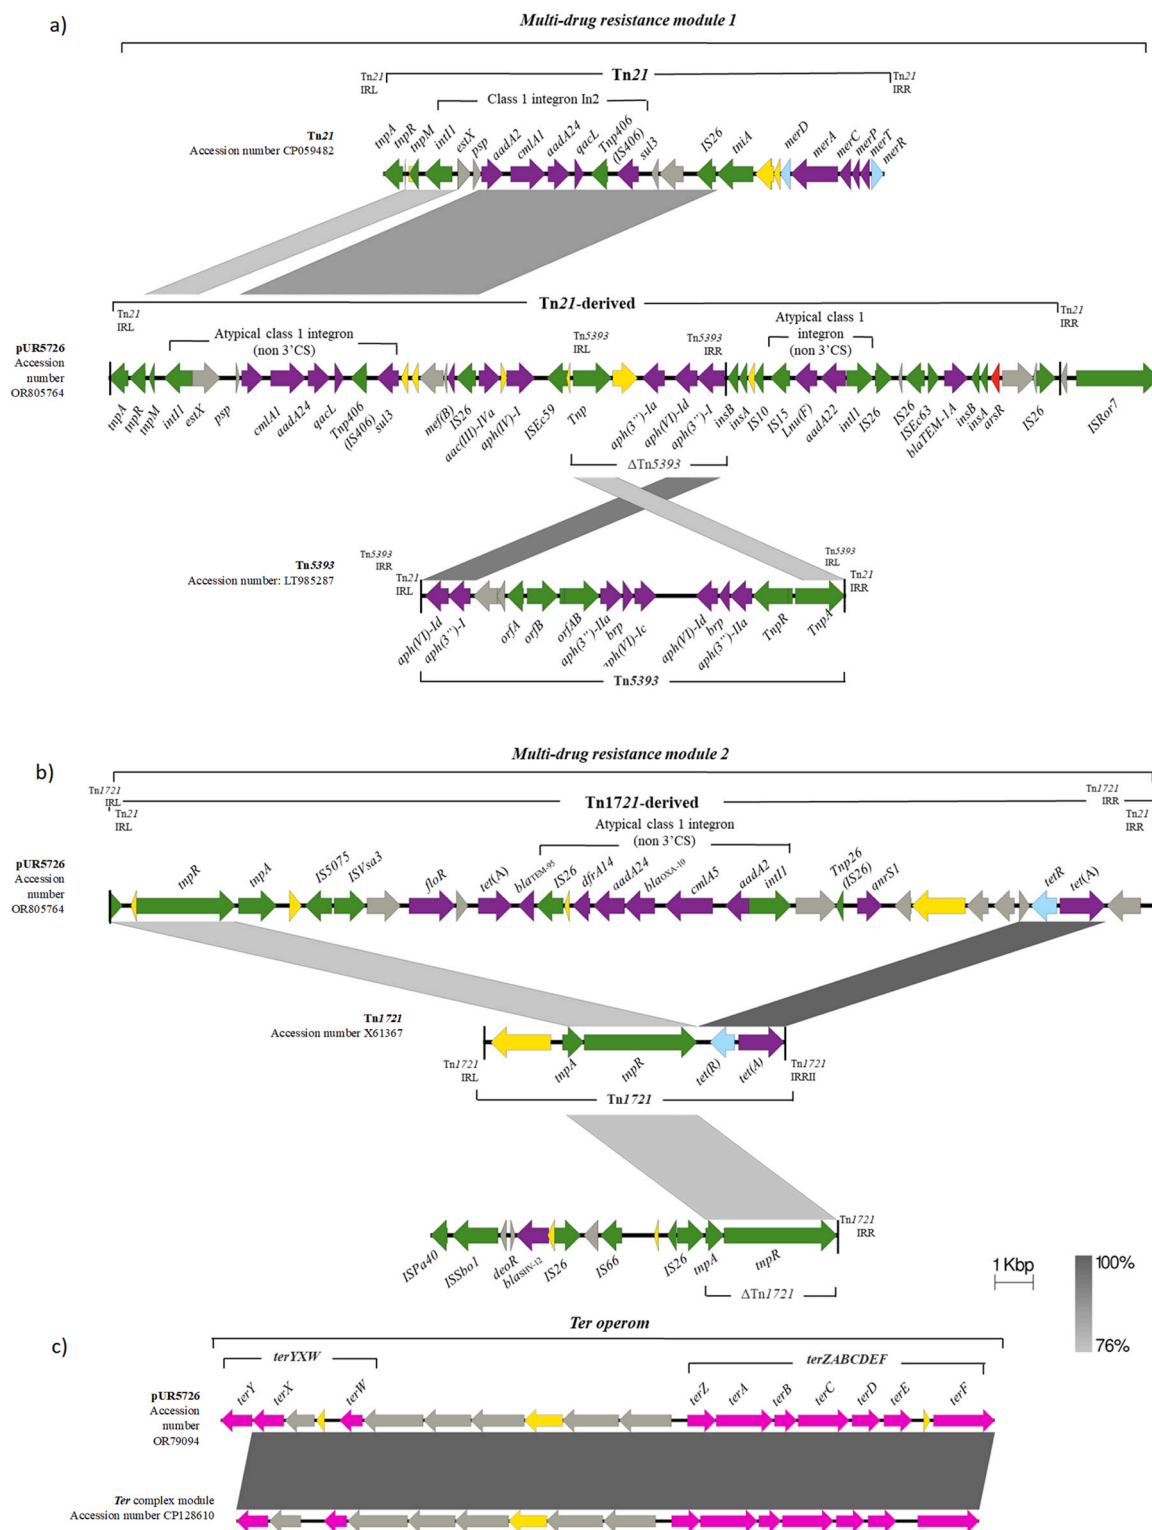 a)
Multi-drug resistance module 1
Tn21
IRL
Tn21
Tn21
IRR
Class 1 integron In2
Tn21
Accession number CP059482
tnpA
tnpR
tnpM
intI1
estX
psp
aadA2
cmlA1
aadA24
qacL
Tnp406
(IS406)
sul3
IS26
tniA
merD
merA
merC
merP
merT
merR
Tn21
IRL
Tn21-derived
Tn21
IRR
Atypical class 1 integron
(non 3'CS)
Tn5393
IRL
Tn5393
IRR
Atypical class 1
integron
(non 3'CS)
pUR5726
Accession
number
OR805764
tnpA
tnpR
tnpM
intI1
estX
psp
cmlA1
aadA24
qacL
Tnp406
(IS406)
sul3
mef(B)
IS26
aac(III)-IVa
aph(IV)-I
ISEc59
Tnp
aph(3'')-Ia
aph(VI)-Id
aph(3'')-I
insB
insA
IS10
IS15
Lnu(F)
aadA22
intI1
IS26
IS26
ISEc63
blaTEM-1A
insB
insA
arsR
IS26
ISRor7
ΔTn5393
Tn5393
IRR
Tn5393
IRL
Tn5393
Accession number: LT985287
Tn21
IRL
Tn21
IRR
aph(VI)-Id
aph(3'')-I
orfA
orfB
orfAB
aph(3'')-IIa
brp
aph(VI)-Ic
aph(VI)-Id
brp
aph(3'')-IIa
TnpR
TnpA
Tn5393
b)
Multi-drug resistance module 2
Tn1721
IRL
Tn21
IRL
Tn1721-derived
Tn1721
IRR
Tn21
IRR
Atypical class 1 integron
(non 3'CS)
pUR5726
Accession
number
OR805764
tnpR
tnpA
IS5075
ISVsa3
floR
tet(A)
blaTEM-95
IS26
dfrA14
aadA24
blaOXA-10
cmlA5
aadA2
intI1
Tnp26
(IS26)
qnrS1
tetR
tet(A)
Tn1721
Accession number X61367
Tn1721
IRL
tnpA
tnpR
tet(R)
tet(A)
Tn1721
IRRII
Tn1721
Tn1721
IRR
ISPa40
ISSbo1
deoR
blaSHV-12
IS26
IS66
IS26
tnpA
tnpR
ΔTn1721
1 Kbp
100%
76%
c)
Ter operom
terYXW
terZABCDEF
pUR5726
Accession
number
OR79094
terY
terX
terW
terZ
terA
terB
terC
terD
terE
terF
Ter complex module
Accession number CP128610